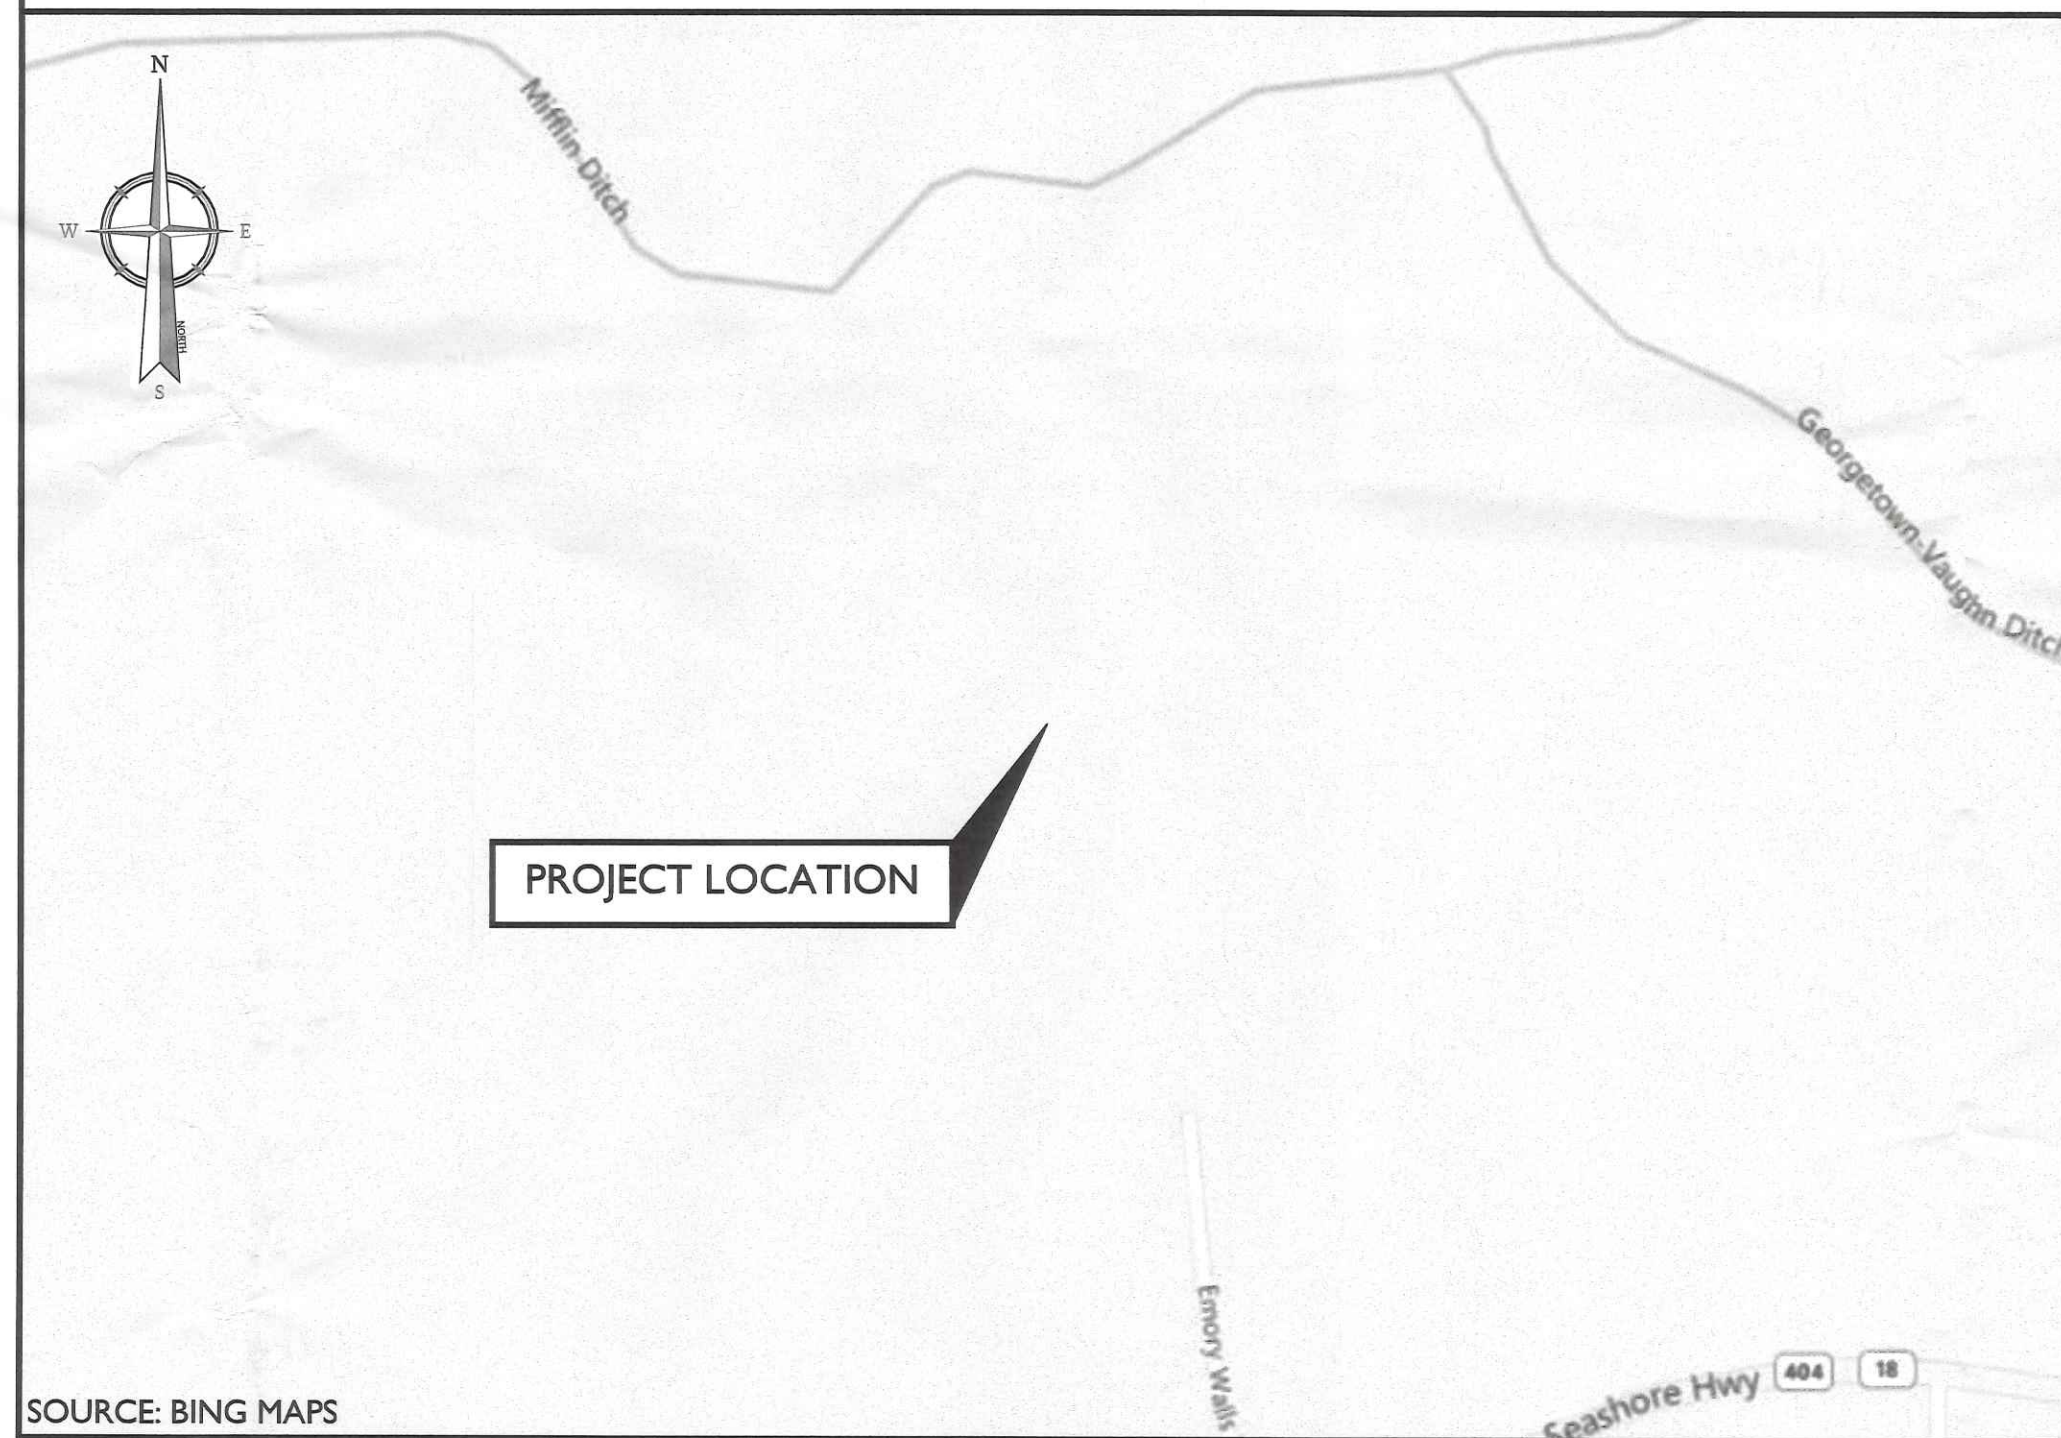 N
Mifflin Ditch
W
E
NORTH
S
Georgetown-Vaughn Ditch
PROJECT LOCATION
Emory Walls
Seashore Hwy 404 18
SOURCE: BING MAPS